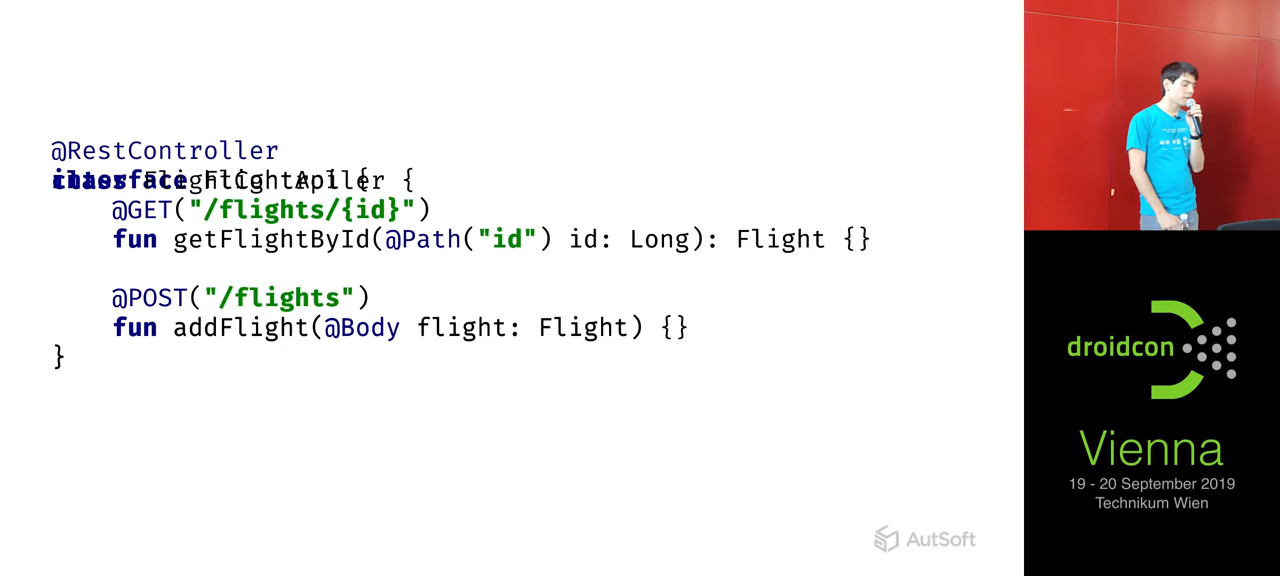 @RestController
@GET("/flights/{id}")
fun getFlightById(@Path("id") id: Long): Flight {}
@POST("/flights")
fun addFlight(@Body flight: Flight) {}
}
AutSoft
droidcon
Vienna
19 - 20 September 2019
Technikum Wien